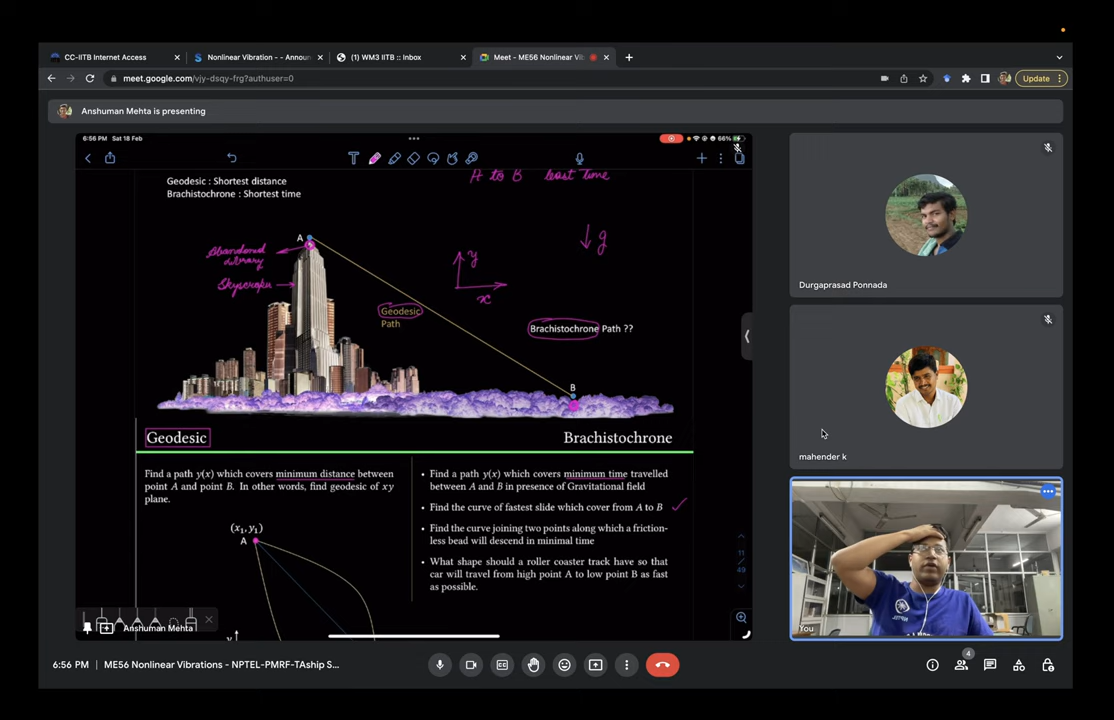 CC-IITB Internet Access
Nonlinear Vibration - - Announ
(1) WM3 IITB :: Inbox
Meet - ME56 Nonlinear Vib
meet.google.com/vjy-dsqy-frg?authuser=0
Update
Anshuman Mehta is presenting
6:56 PM Sat 18 Feb
66%
Geodesic : Shortest distance
Brachistochrone : Shortest time
A to B least time
A
Abandoned
Library
Skyscraper
y
x
g
Geodesic
Path
Brachistochrone Path ??
B
Geodesic
Brachistochrone
Find a path y(x) which covers minimum distance between
point A and point B. In other words, find geodesic of xy
plane.
(x₁, y₁)
A
y
• Find a path y(x) which covers minimum time travelled
between A and B in presence of Gravitational field
• Find the curve of fastest slide which cover from A to B
• Find the curve joining two points along which a friction-
less bead will descend in minimal time
• What shape should a roller coaster track have so that
car will travel from high point A to low point B as fast
as possible.
11
/
49
Anshuman Mehta
Durgaprasad Ponnada
mahender k
You
6:56 PM | ME56 Nonlinear Vibrations - NPTEL-PMRF-TAship S...
CC
4